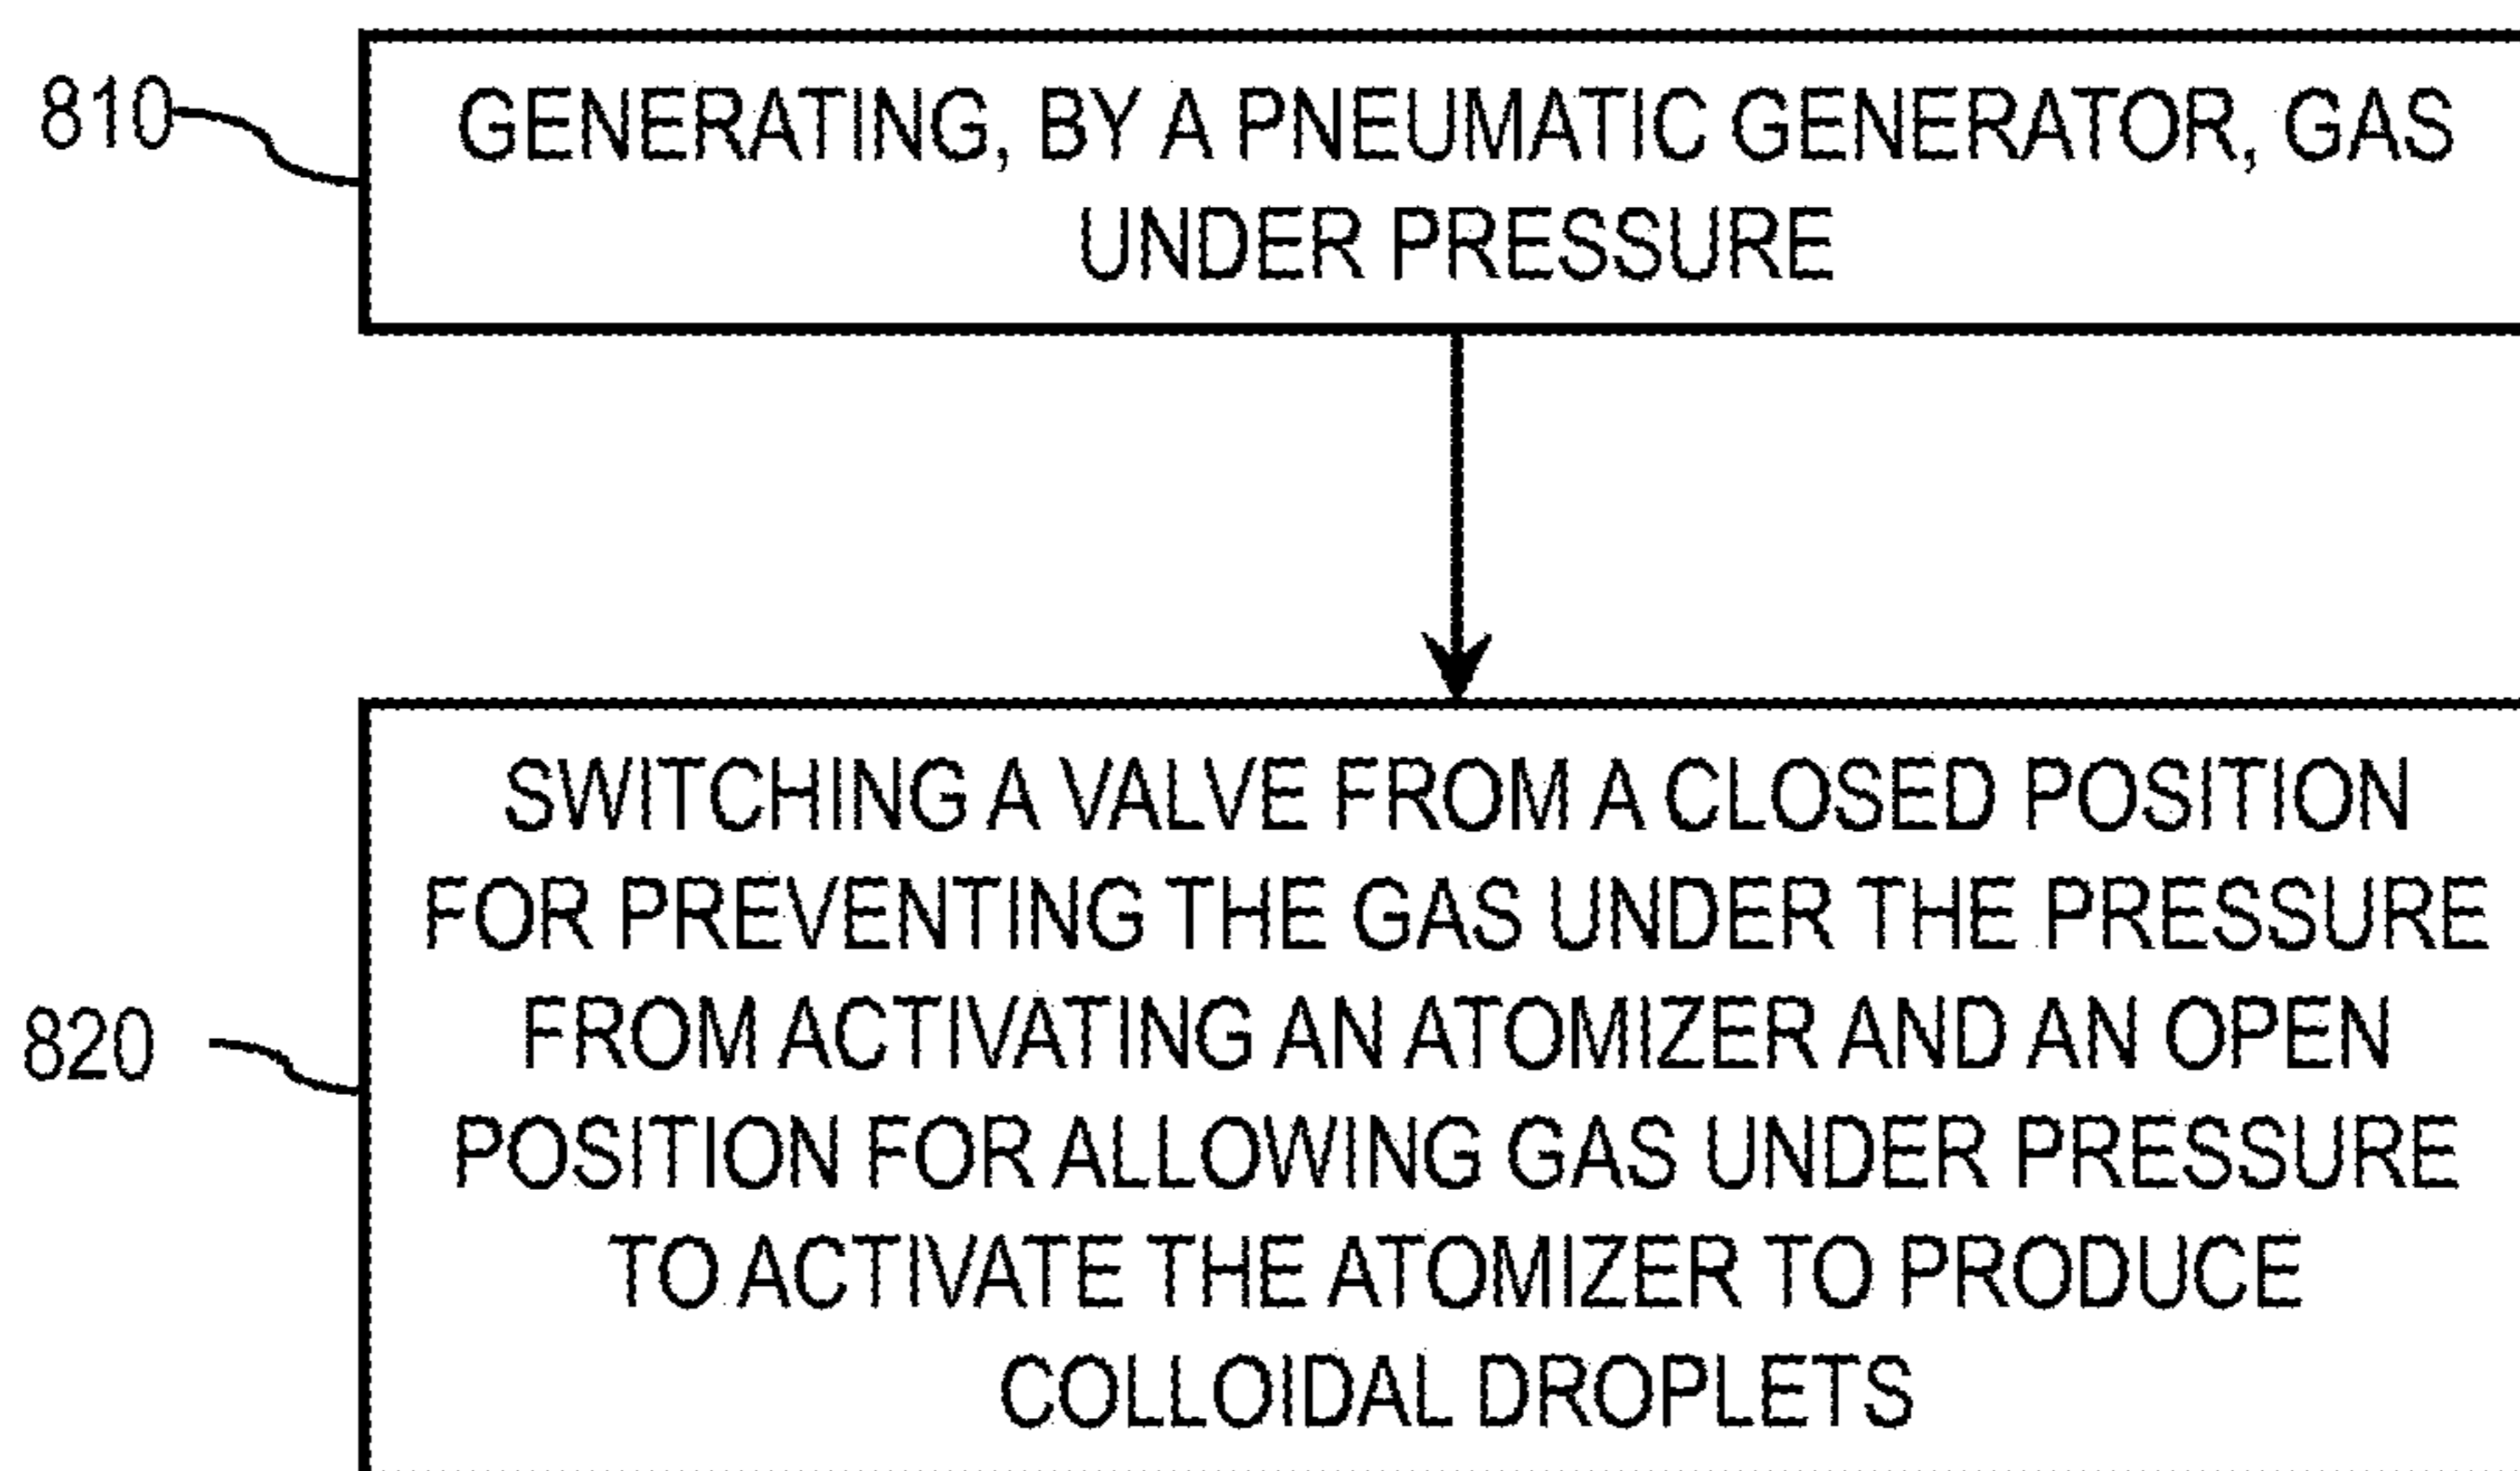 810
GENERATING, BY A PNEUMATIC GENERATOR, GAS
UNDER PRESSURE
820
SWITCHING A VALVE FROM A CLOSED POSITION
FOR PREVENTING THE GAS UNDER THE PRESSURE
FROM ACTIVATING AN ATOMIZER AND AN OPEN
POSITION FOR ALLOWING GAS UNDER PRESSURE
TO ACTIVATE THE ATOMIZER TO PRODUCE
COLLOIDAL DROPLETS